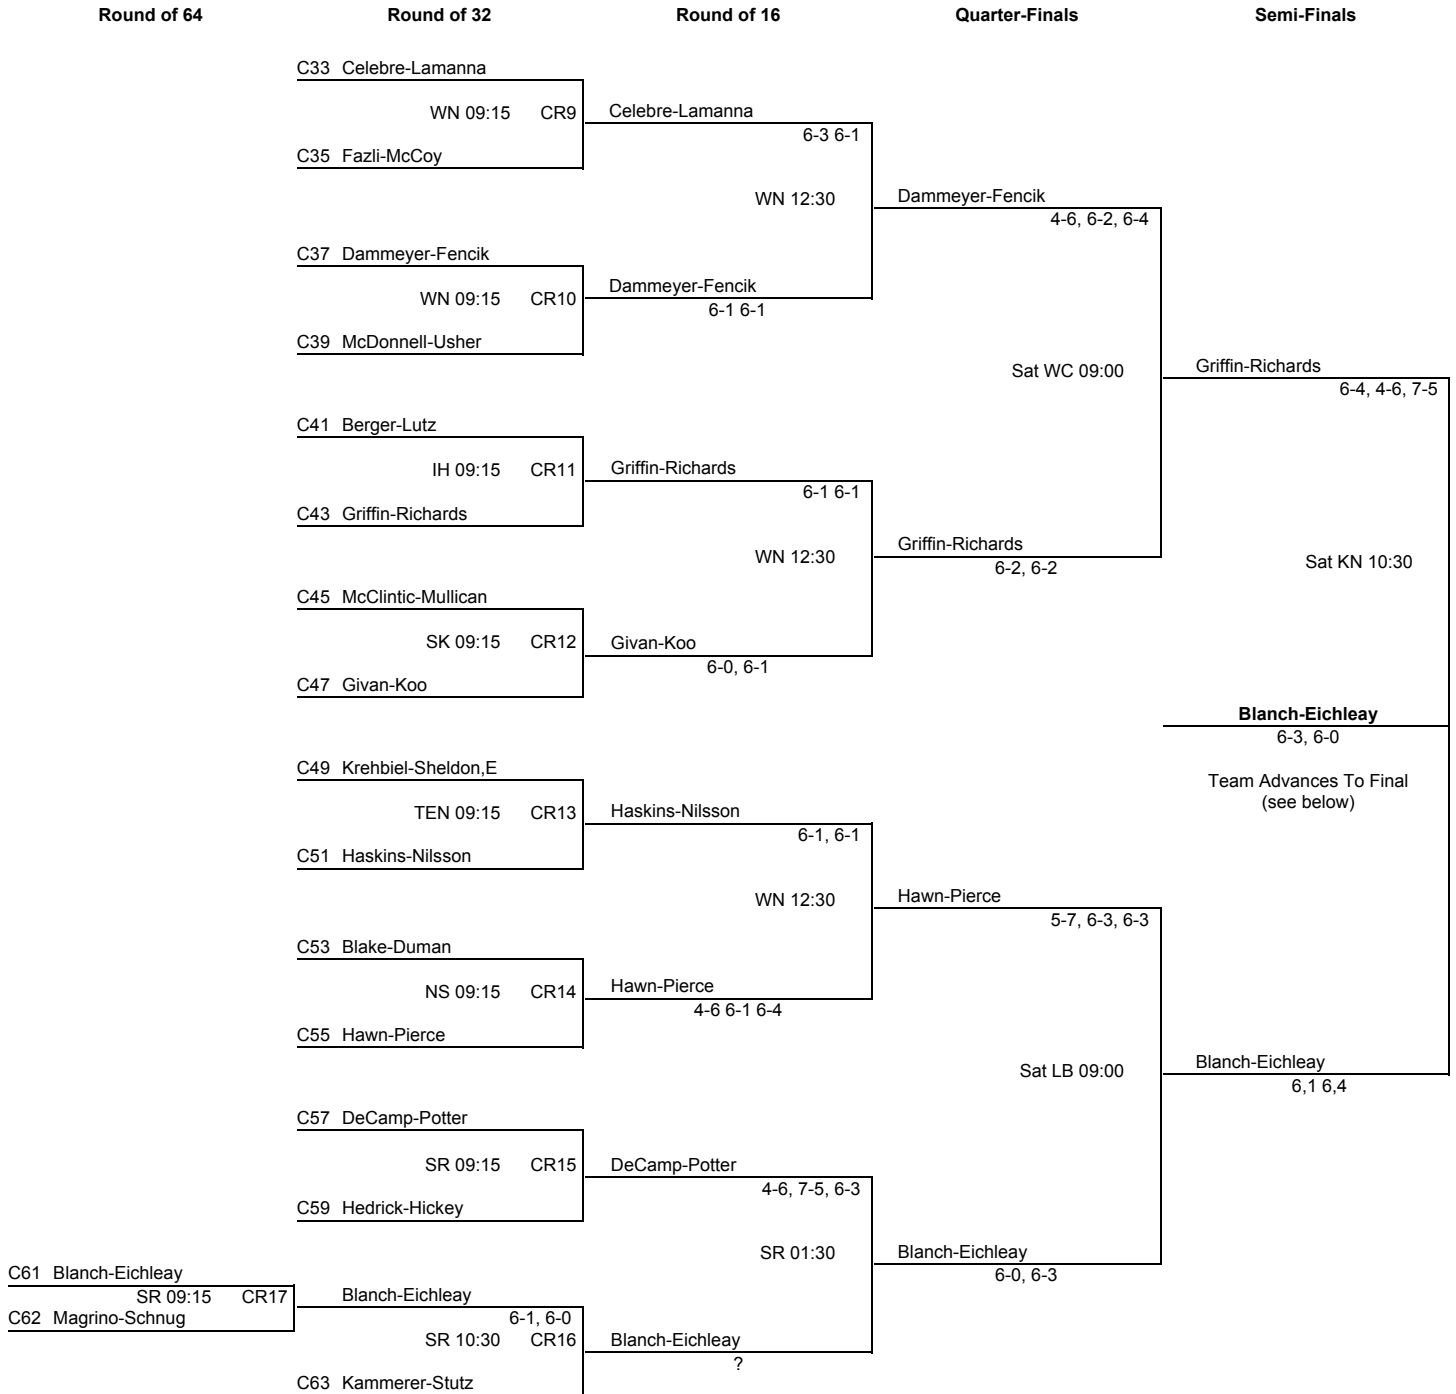 Round of 64 Round of 32 Round of 16 Quarter-Finals Semi-Finals
C33 Celebre-Lamanna
WN 09:15 CR9 Celebre-Lamanna
6-3 6-1
C35 Fazli-McCoy
WN 12:30 Dammeyer-Fencik
4-6, 6-2, 6-4
C37 Dammeyer-Fencik
WN 09:15 CR10 Dammeyer-Fencik
6-1 6-1
C39 McDonnell-Usher
Sat WC 09:00 Griffin-Richards
6-4, 4-6, 7-5
C41 Berger-Lutz
IH 09:15 CR11 Griffin-Richards
6-1 6-1
C43 Griffin-Richards
WN 12:30 Griffin-Richards
6-2, 6-2
Sat KN 10:30
C45 McClintic-Mullican
SK 09:15 CR12 Givan-Koo
6-0, 6-1
C47 Givan-Koo
Blanch-Eichleay
6-3, 6-0
C49 Krehbiel-Sheldon,E
Team Advances To Final
(see below)
TEN 09:15 CR13 Haskins-Nilsson
6-1, 6-1
C51 Haskins-Nilsson
WN 12:30 Hawn-Pierce
5-7, 6-3, 6-3
C53 Blake-Duman
NS 09:15 CR14 Hawn-Pierce
4-6 6-1 6-4
C55 Hawn-Pierce
Sat LB 09:00 Blanch-Eichleay
6,1 6,4
C57 DeCamp-Potter
SR 09:15 CR15 DeCamp-Potter
4-6, 7-5, 6-3
C59 Hedrick-Hickey
SR 01:30 Blanch-Eichleay
6-0, 6-3
C61 Blanch-Eichleay
SR 09:15 CR17 Blanch-Eichleay
C62 Magrino-Schnug
6-1, 6-0
SR 10:30 CR16 Blanch-Eichleay
?
C63 Kammerer-Stutz